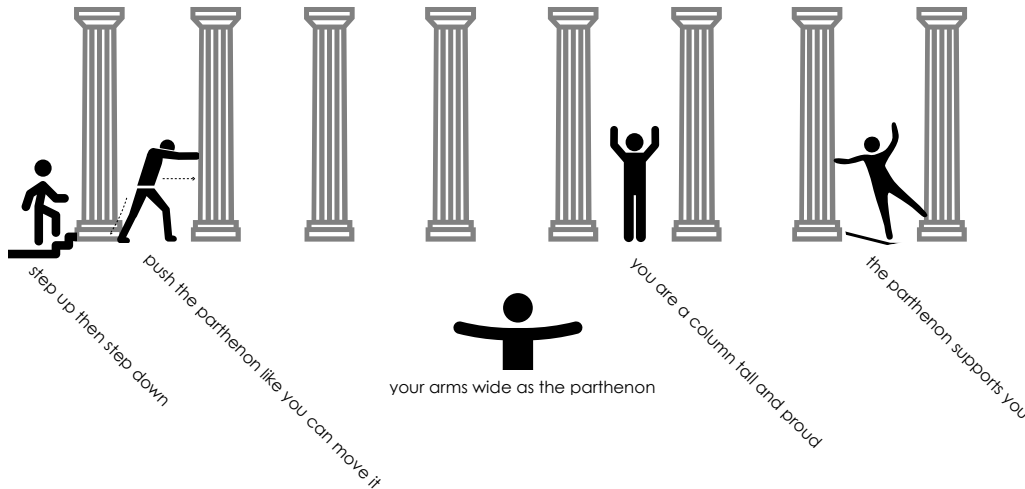 step up then step down
push the parthenon like you can move it
your arms wide as the parthenon
you are a column tall and proud
the parthenon supports you